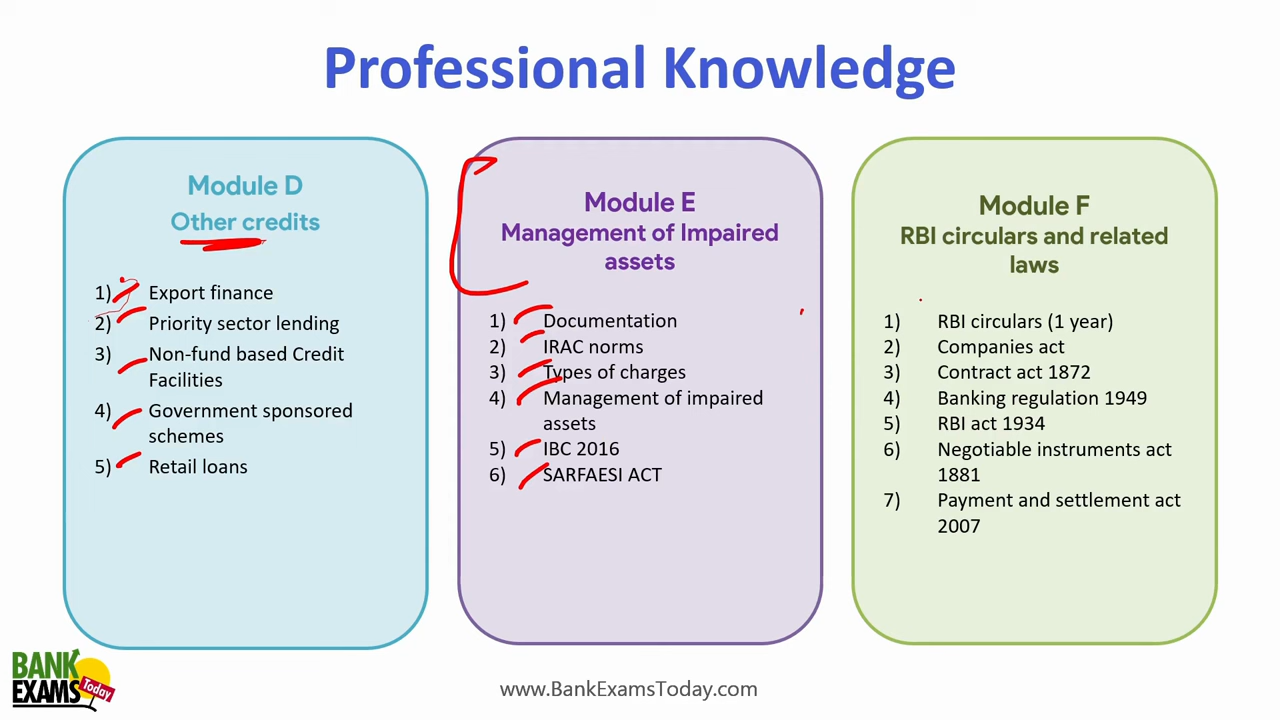 Professional Knowledge
Module D
Other credits
1) Export finance
2) Priority sector lending
3) Non-fund based Credit
Facilities
4) Government sponsored
schemes
5) Retail loans
Module E
Management of Impaired
assets
1) Documentation
2) IRAC norms
3) Types of charges
4) Management of impaired
assets
5) IBC 2016
6) SARFAESI ACT
Module F
RBI circulars and related
laws
1) RBI circulars (1 year)
2) Companies act
3) Contract act 1872
4) Banking regulation 1949
5) RBI act 1934
6) Negotiable instruments act
1881
7) Payment and settlement act
2007
BANK
EXAMS
Today
www.BankExamsToday.com